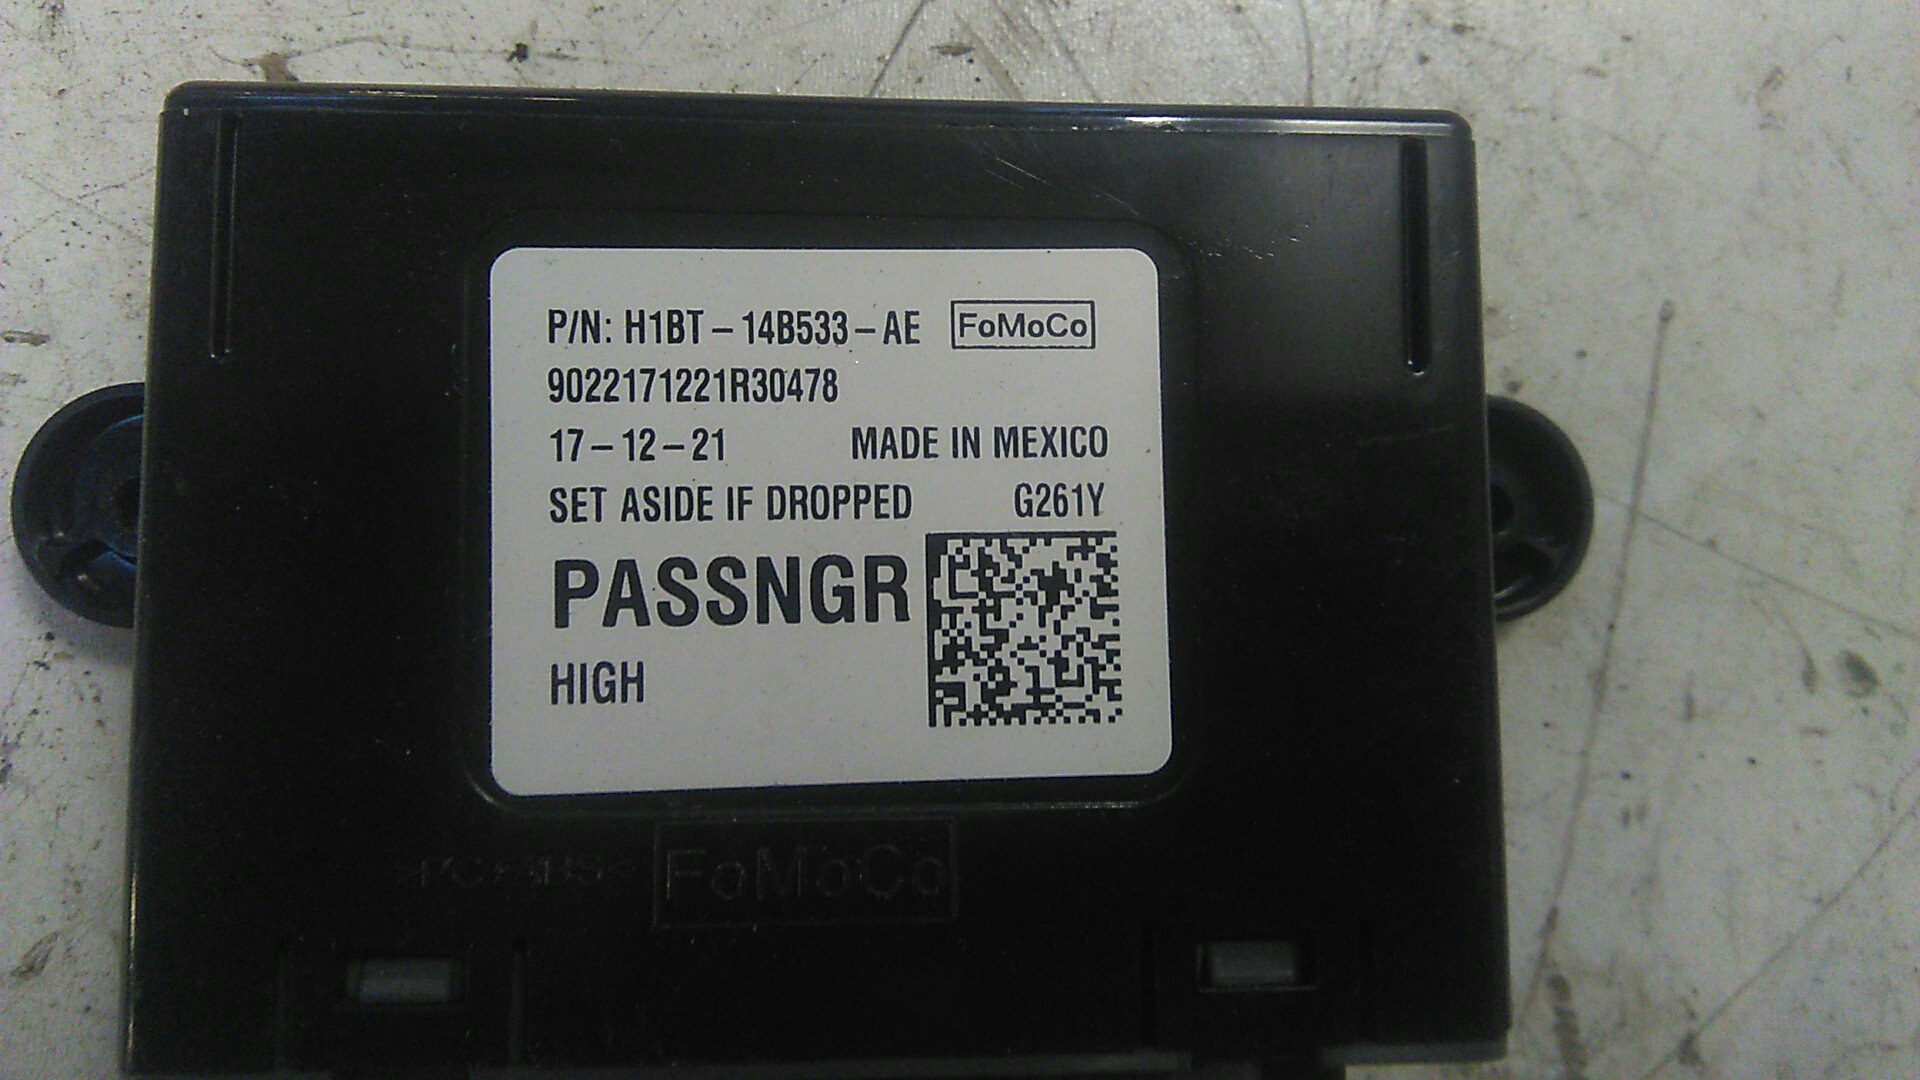 P/N: H1BT-14B533-AE FoMoCo
9022171221R30478
17-12-21 MADE IN MEXICO
SET ASIDE IF DROPPED G261Y
PASSNGR
HIGH
FoMoCo